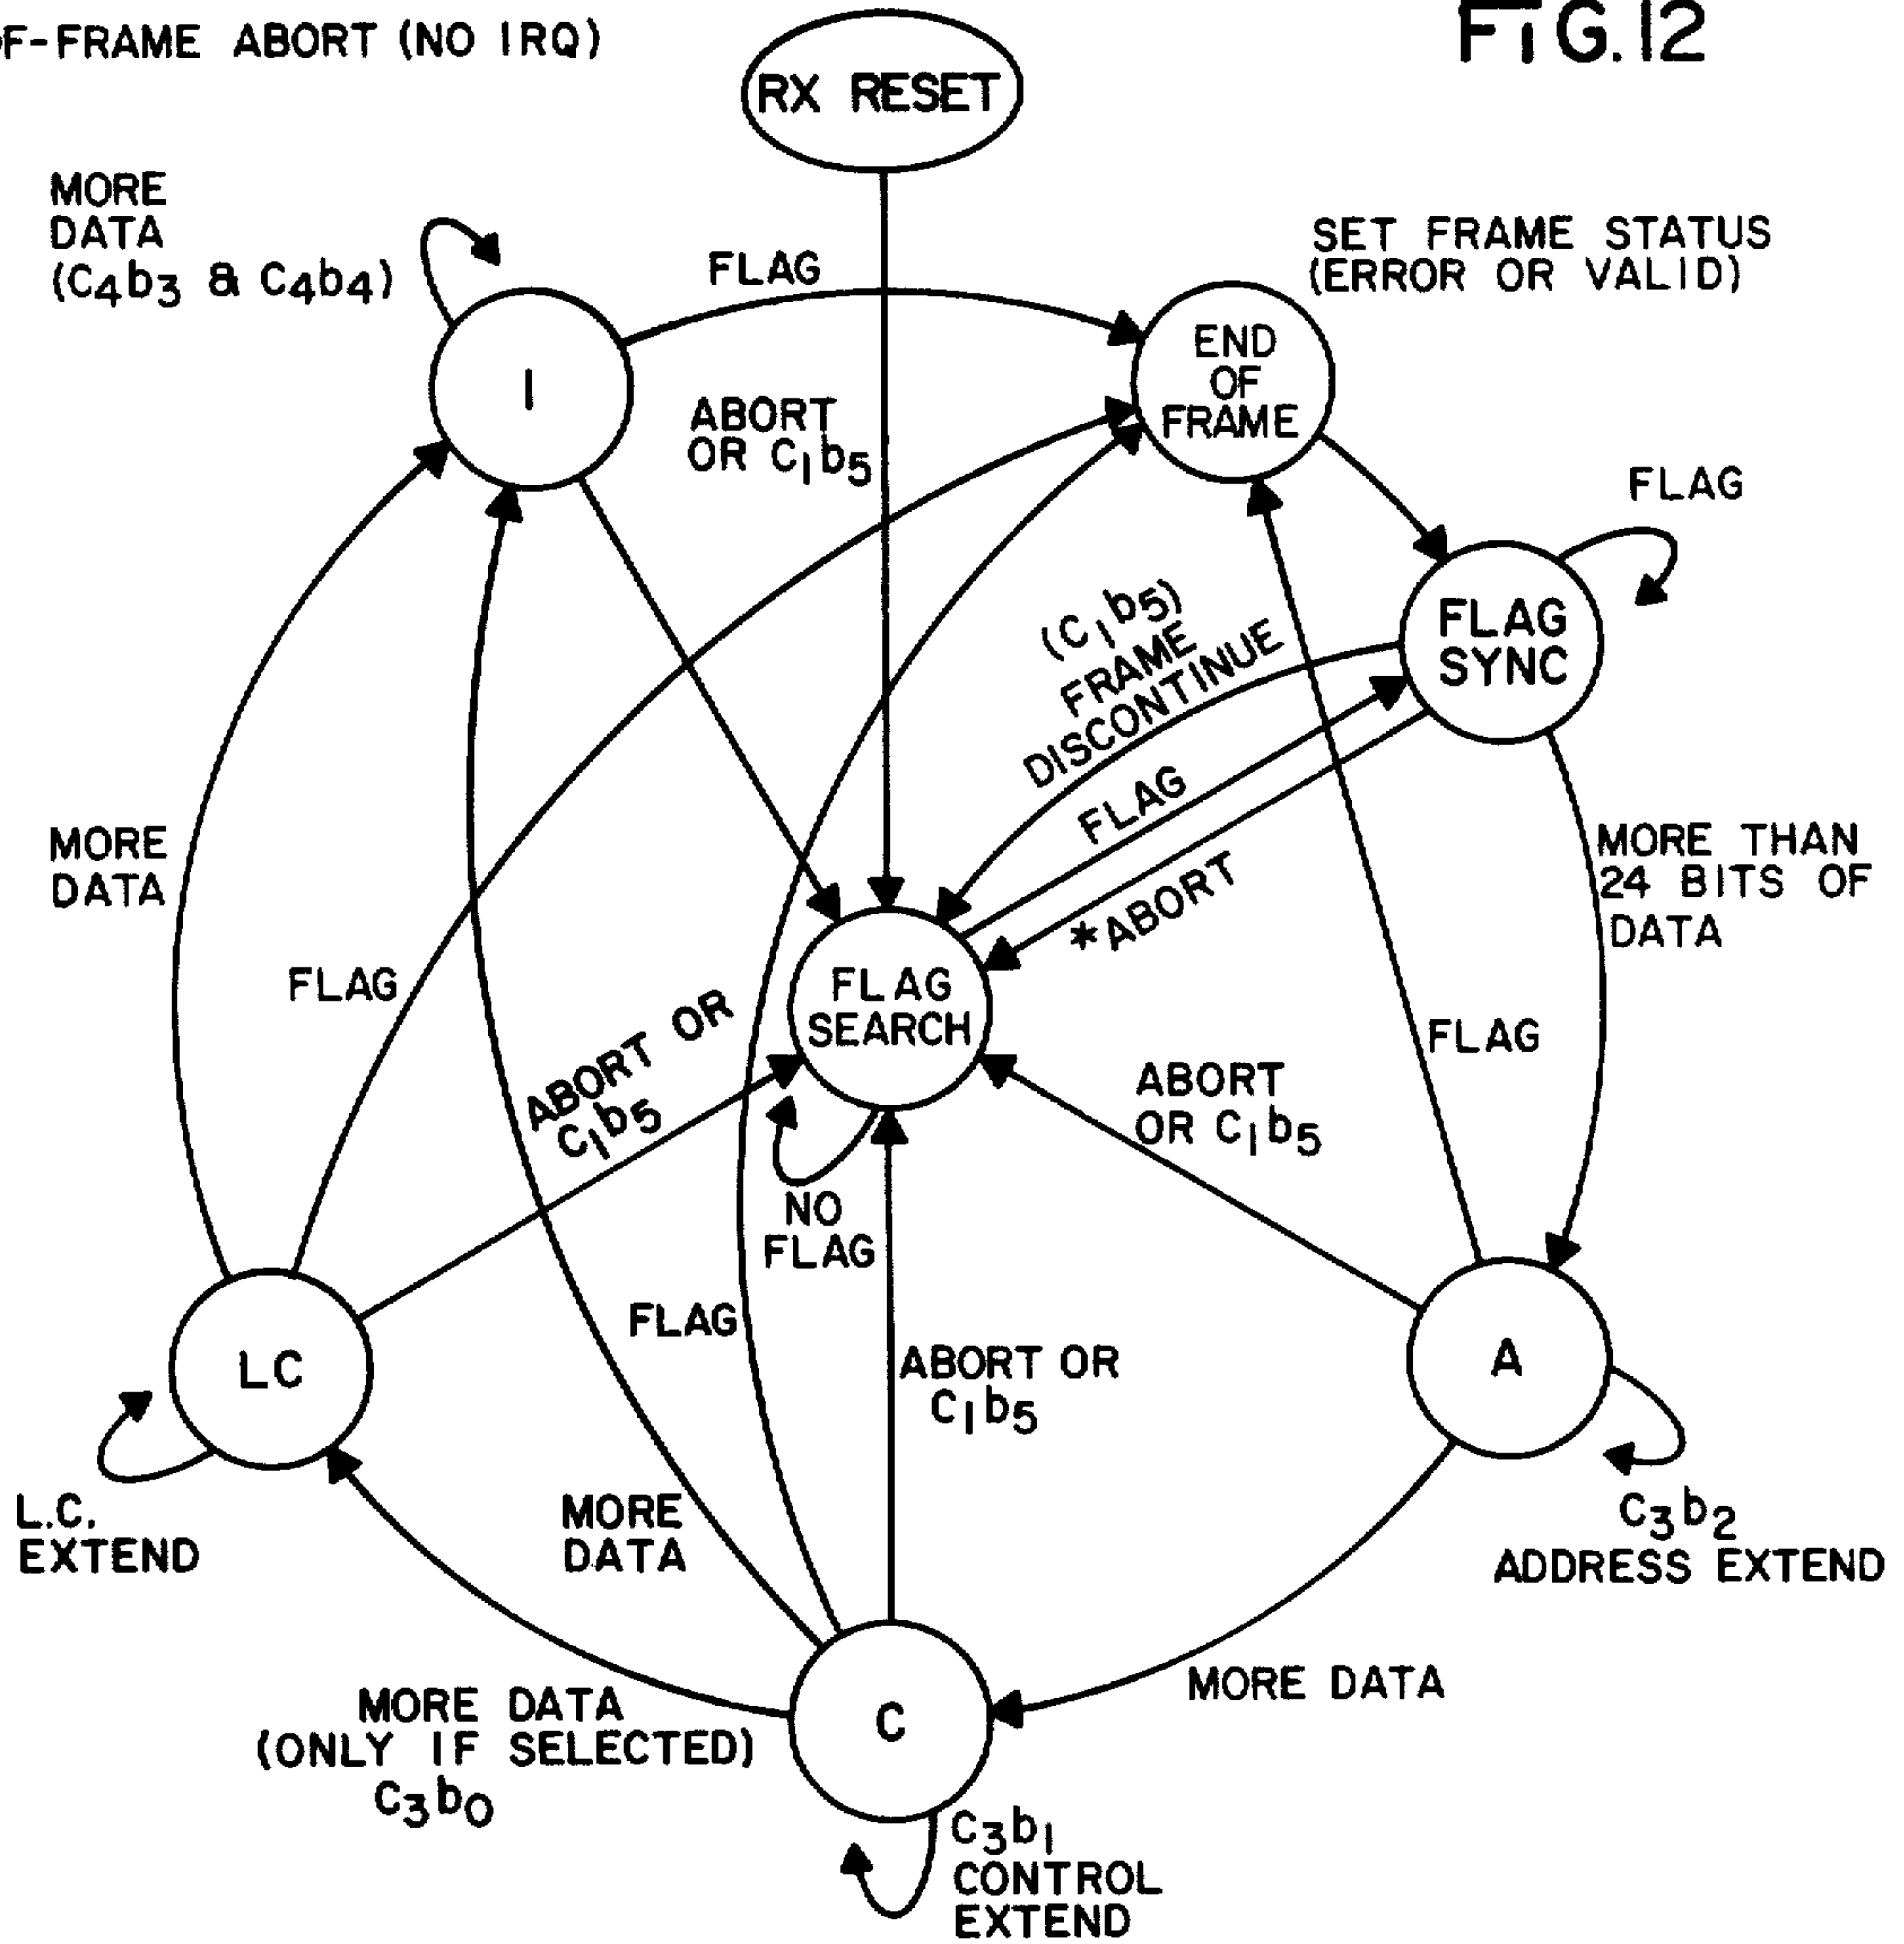 F-FRAME ABORT (NO IRQ)
FIG.12
RX RESET
MORE
DATA
(C4b3 & C4b4)
FLAG
SET FRAME STATUS
(ERROR OR VALID)
I
END
OF
FRAME
ABORT
OR C1b5
FLAG
FLAG
SYNC
(C1b5)
FRAME
DISCONTINUE
FLAG
*ABORT
MORE THAN
24 BITS OF
DATA
MORE
DATA
FLAG
FLAG
SEARCH
ABORT OR
C1b5
FLAG
ABORT
OR C1b5
NO
FLAG
FLAG
LC
ABORT OR
C1b5
A
L.C.
EXTEND
MORE
DATA
C3b2
ADDRESS EXTEND
MORE DATA
(ONLY IF SELECTED)
C3b0
C
MORE DATA
C3b1
CONTROL
EXTEND